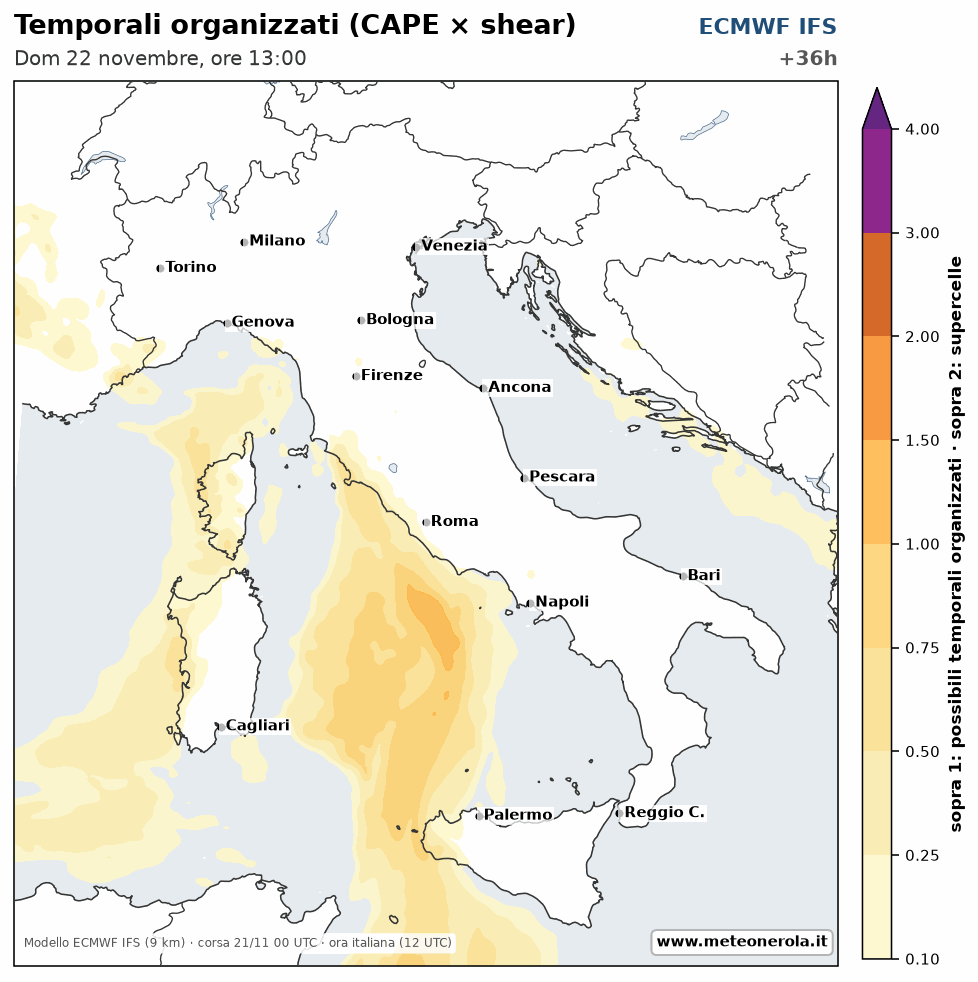 Temporali organizzati (CAPE × shear)
ECMWF IFS
Dom 22 novembre, ore 13:00
+36h
Milano
Venezia
Torino
Genova
Bologna
Firenze
Ancona
Pescara
Roma
Bari
Napoli
Cagliari
Palermo
Reggio C.
4.00
3.00
2.00
1.50
1.00
0.75
0.50
0.25
0.10
sopra 1: possibili temporali organizzati · sopra 2: supercelle
Modello ECMWF IFS (9 km) · corsa 21/11 00 UTC · ora italiana (12 UTC)
www.meteonerola.it